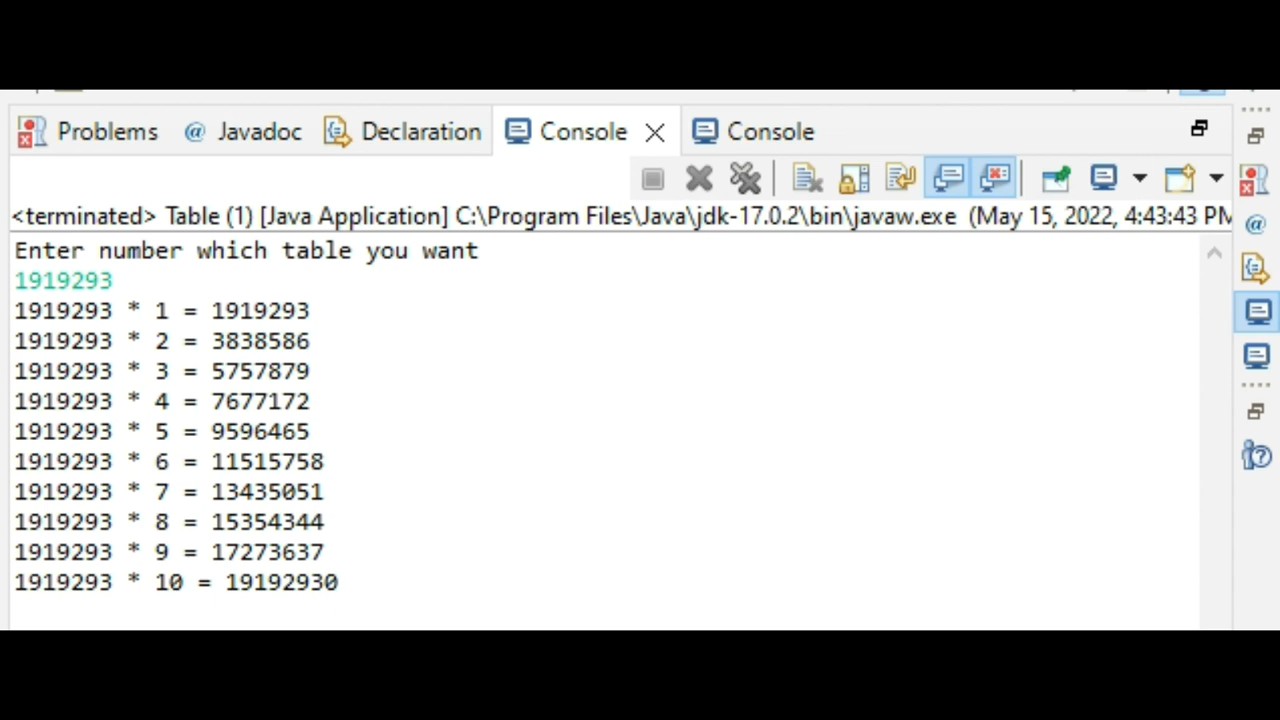 Problems @ Javadoc Declaration Console Console
<terminated> Table (1) [Java Application] C:\Program Files\Java\jdk-17.0.2\bin\javaw.exe (May 15, 2022, 4:43:43 PM
Enter number which table you want
1919293
1919293 * 1 = 1919293
1919293 * 2 = 3838586
1919293 * 3 = 5757879
1919293 * 4 = 7677172
1919293 * 5 = 9596465
1919293 * 6 = 11515758
1919293 * 7 = 13435051
1919293 * 8 = 15354344
1919293 * 9 = 17273637
1919293 * 10 = 19192930